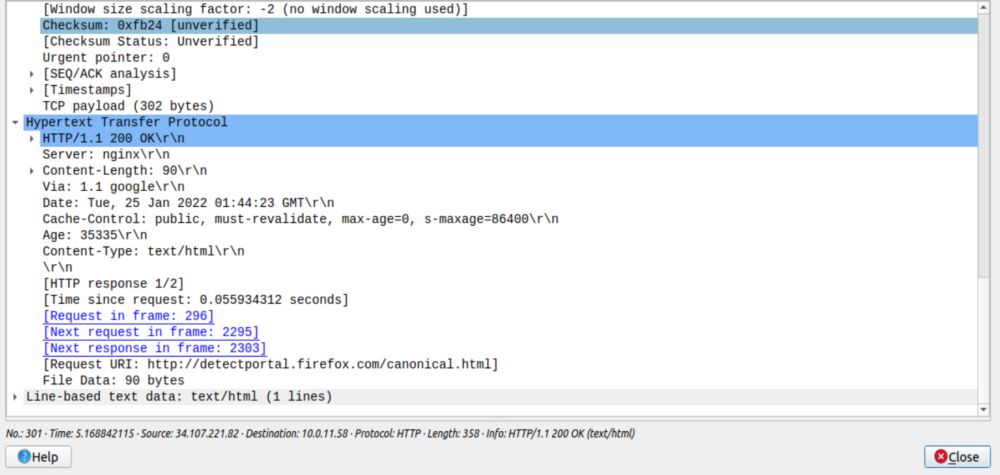 [Window size scaling factor: -2 (no window scaling used)]
Checksum: 0xfb24 [unverified]
[Checksum Status: Unverified]
Urgent pointer: 0
[SEQ/ACK analysis]
[Timestamps]
TCP payload (302 bytes)
Hypertext Transfer Protocol
HTTP/1.1 200 OK\r\n
Server: nginx\r\n
Content-Length: 90\r\n
Via: 1.1 google\r\n
Date: Tue, 25 Jan 2022 01:44:23 GMT\r\n
Cache-Control: public, must-revalidate, max-age=0, s-maxage=86400\r\n
Age: 35335\r\n
Content-Type: text/html\r\n
\r\n
[HTTP response 1/2]
[Time since request: 0.055934312 seconds]
[Request in frame: 296]
[Next request in frame: 2295]
[Next response in frame: 2303]
[Request URI: http://detectportal.firefox.com/canonical.html]
File Data: 90 bytes
Line-based text data: text/html (1 lines)
No.: 301 · Time: 5.168842115 · Source: 34.107.221.82 · Destination: 10.0.11.58 · Protocol: HTTP · Length: 358 · Info: HTTP/1.1 200 OK (text/html)
?Help
Close